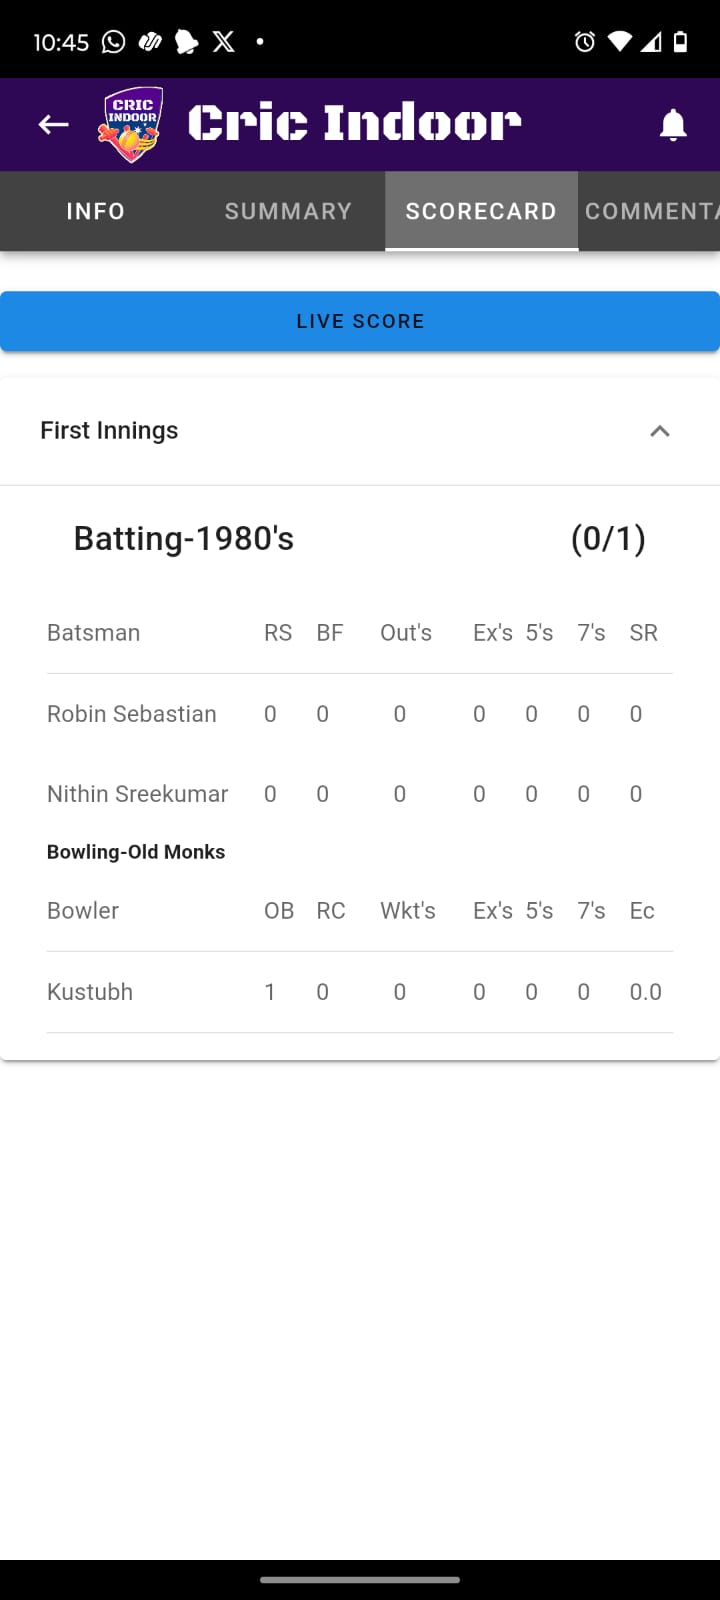 10:45
CRIC
INDOOR
Cric Indoor
INFO SUMMARY SCORECARD COMMENTA
LIVE SCORE
First Innings
Batting-1980's (0/1)
Batsman RS BF Out's Ex's 5's 7's SR
Robin Sebastian 0 0 0 0 0 0 0
Nithin Sreekumar 0 0 0 0 0 0 0
Bowling-Old Monks
Bowler OB RC Wkt's Ex's 5's 7's Ec
Kustubh 1 0 0 0 0 0 0.0